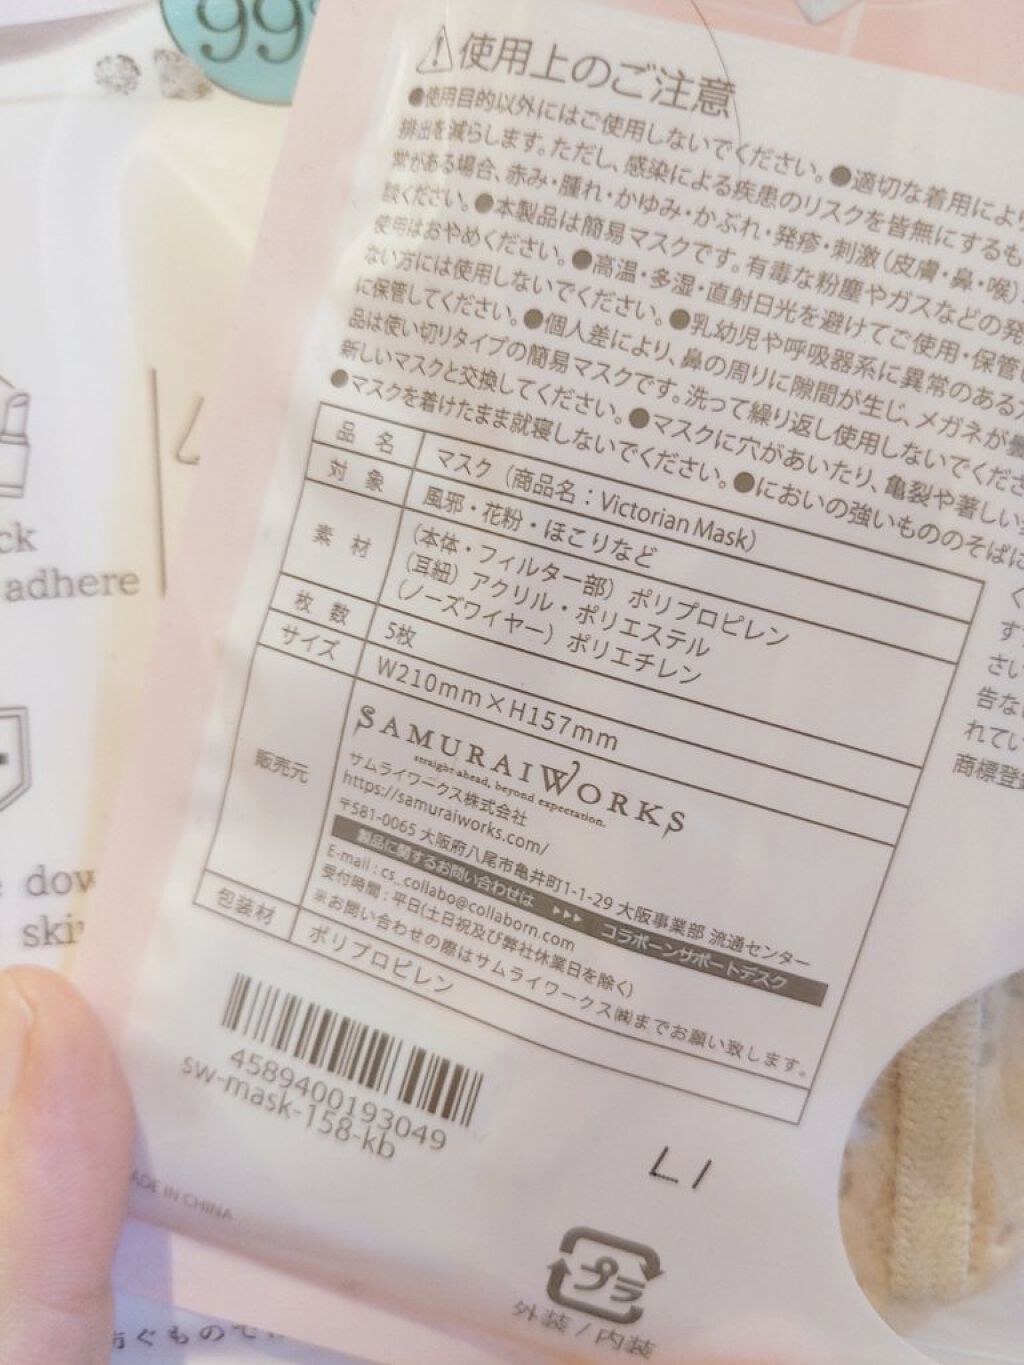 99
⚠使用上のご注意
●使用目的以外にはご使用しないでください。●適切な着用により
排出を減らします。ただし、感染による疾患のリスクを皆無にするも
常がある場合、赤み・腫れ・かゆみ・かぶれ・発疹・刺激(皮膚・鼻・喉)
談ください。●本製品は簡易マスクです。有毒な粉塵やガスなどの発
使用はおやめください。●高温・多湿・直射日光を避けてご使用・保管
ない方には使用しないでください。●乳幼児や呼吸器系に異常のある方
に保管してください。●個人差により、鼻の周りに隙間が生じ、メガネが曇
品は使い切りタイプの簡易マスクです。洗って繰り返し使用しないでくださ
新しいマスクと交換してください。●マスクに穴があいたり、亀裂や著しい
●マスクを着けたまま就寝しないでください。●においの強いもののそばに
品名 マスク(商品名:Victorian Mask)
対象 風邪・花粉・ほこりなど
素材 (本体・フィルター部) ポリプロピレン
(耳紐) アクリル・ポリエステル
(ノーズワイヤー) ポリエチレン
枚数 5枚
サイズ W210mm×H157mm
販売元 SAMURAIWORKS
straight ahead, beyond expectation.
サムライワークス株式会社
https://samuraiworks.com/
〒581-0065 大阪府八尾市亀井町1-1-29 大阪事業部 流通センター
製品に関するお問い合わせは ▶▶▶ コラボーンサポートデスク
E-mail:cs_collabo@collaborn.com
受付時間:平日(土日祝及び弊社休業日を除く)
※お問い合わせの際はサムライワークス㈱までお願い致します。
包装材 ポリプロピレン
く
す
さい
告な
れてい
商標登
4589400193049
sw-mask-158-kb
ADE IN CHINA
L1
プラ
外装/内装
ck
adhere
dow
ski
ぐもので